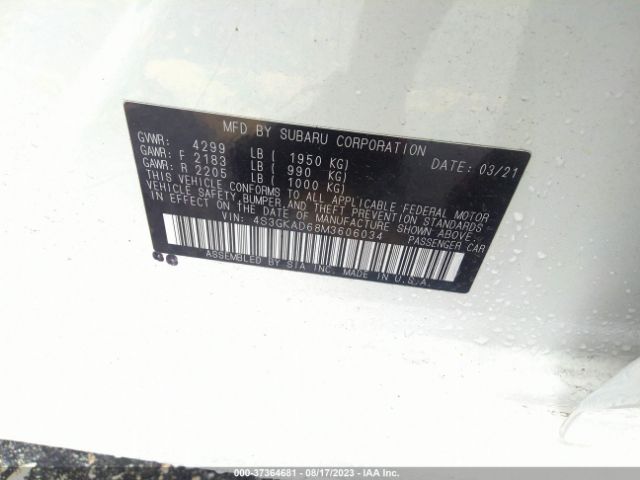 MFD BY SUBARU CORPORATION
GVWR: 4299 LB ( 1950 KG) DATE: 03/21
GAWR: F 2183 LB ( 990 KG)
GAWR: R 2205 LB ( 1000 KG)
THIS VEHICLE CONFORMS TO ALL APPLICABLE FEDERAL MOTOR
VEHICLE SAFETY, BUMPER, AND THEFT PREVENTION STANDARDS
IN EFFECT ON THE DATE OF MANUFACTURE SHOWN ABOVE.
VIN: 4S3GKAD68M3606034 PASSENGER CAR
ASSEMBLED BY SIA INC. MADE IN U.S.A.
000-37364681 - 08/17/2023 - IAA Inc.